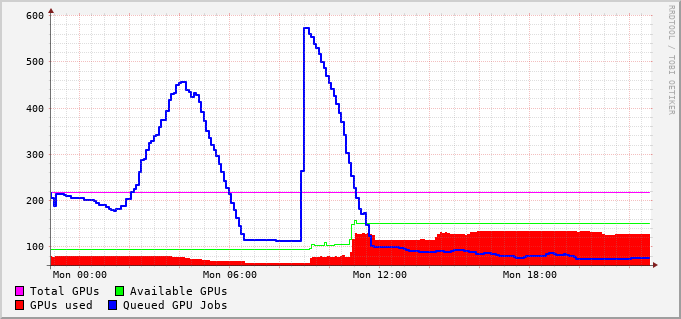 600
500
400
300
200
100
Mon 00:00 Mon 06:00 Mon 12:00 Mon 18:00
Total GPUs Available GPUs
GPUs used Queued GPU Jobs
RRDTOOL / TOBI OETIKER